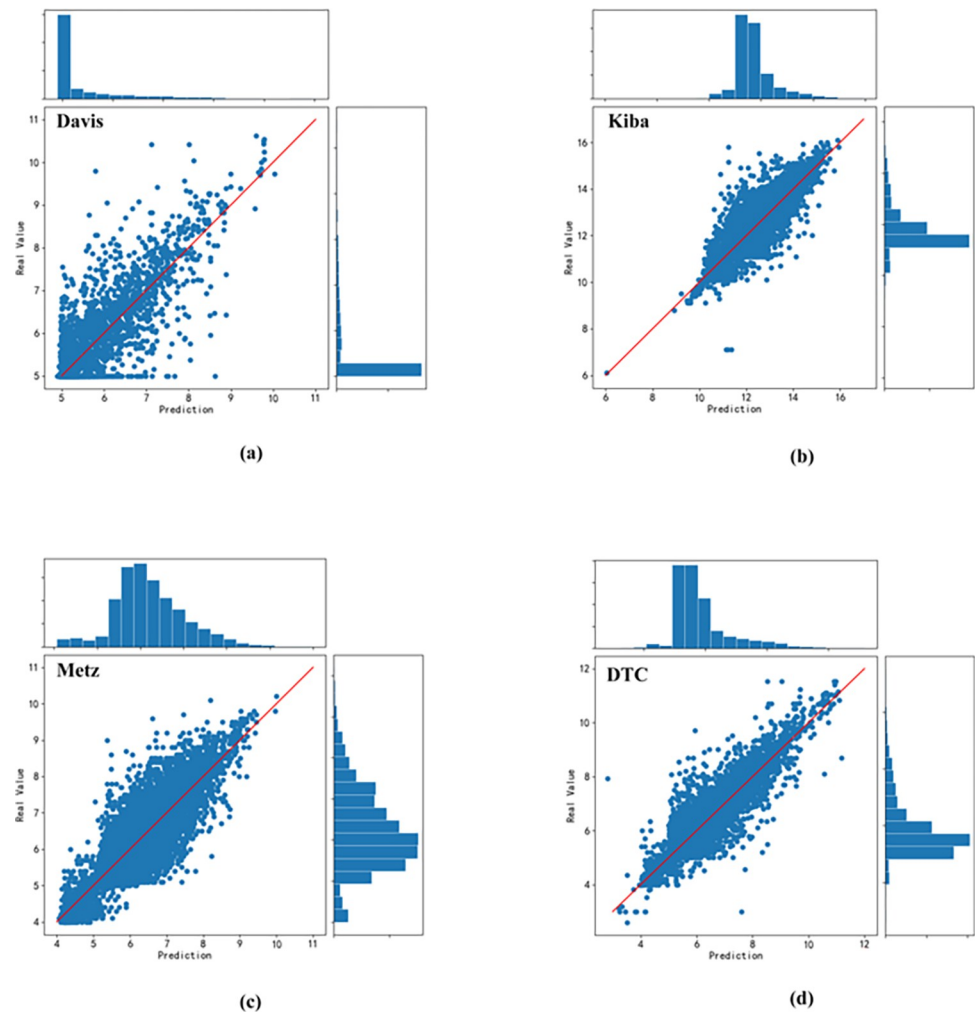 Davis
11
10
9
8
7
6
5
Real Value
5 6 7 8 9 10 11
Prediction
(a)
Kiba
16
14
12
10
8
6
Real Value
6 8 10 12 14 16
Prediction
(b)
Metz
11
10
9
8
7
6
5
4
Real Value
4 5 6 7 8 9 10 11
Prediction
(c)
DTC
12
10
8
6
4
Real Value
4 6 8 10 12
Prediction
(d)